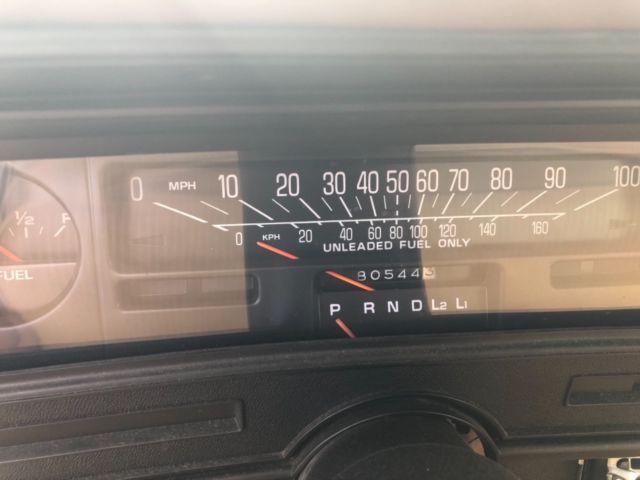 0 MPH 10 20 30 40 50 60 70 80 90 100
0 KPH 20 40 60 80 100 120 140 160
UNLEADED FUEL ONLY
½ F
FUEL
805443
P R N D L2 L1